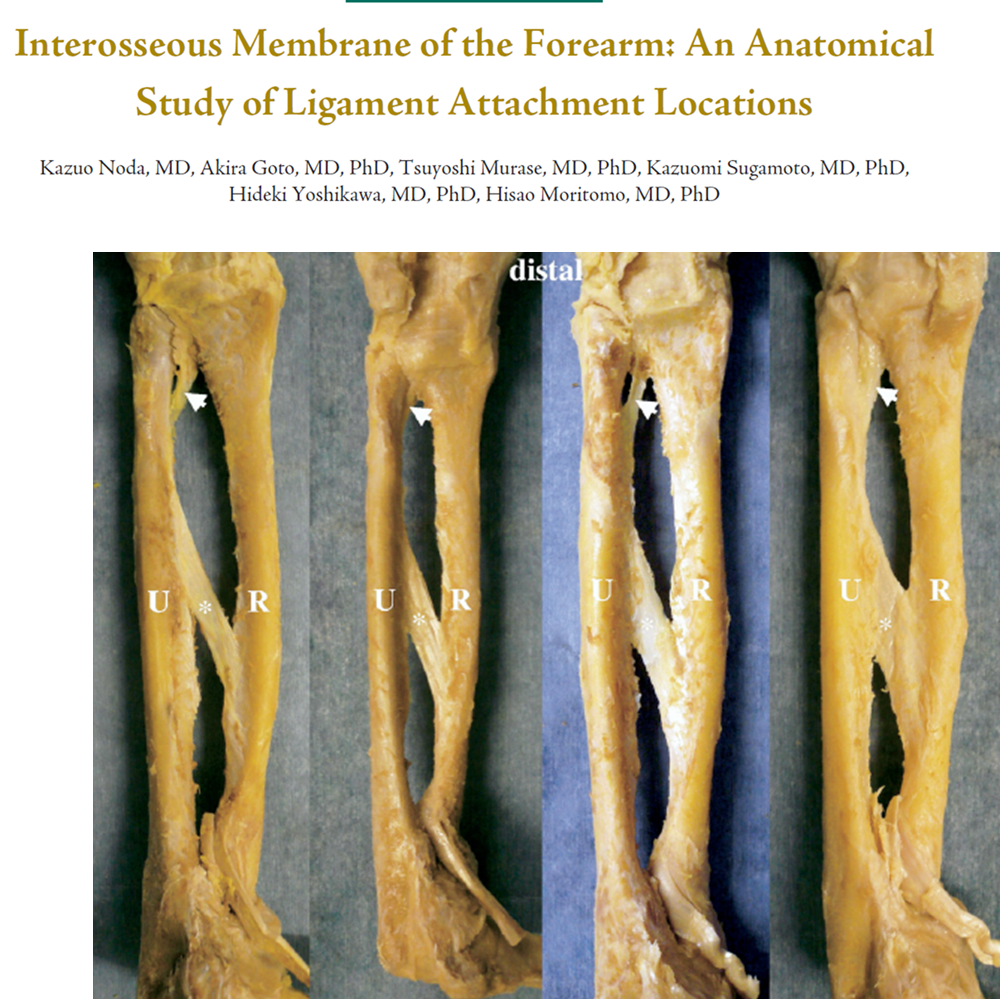 Interosseous Membrane of the Forearm: An Anatomical
Study of Ligament Attachment Locations
Kazuo Noda, MD, Akira Goto, MD, PhD, Tsuyoshi Murase, MD, PhD, Kazuomi Sugamoto, MD, PhD,
Hideki Yoshikawa, MD, PhD, Hisao Moritomo, MD, PhD
distal
U * R U * R U * R U * R